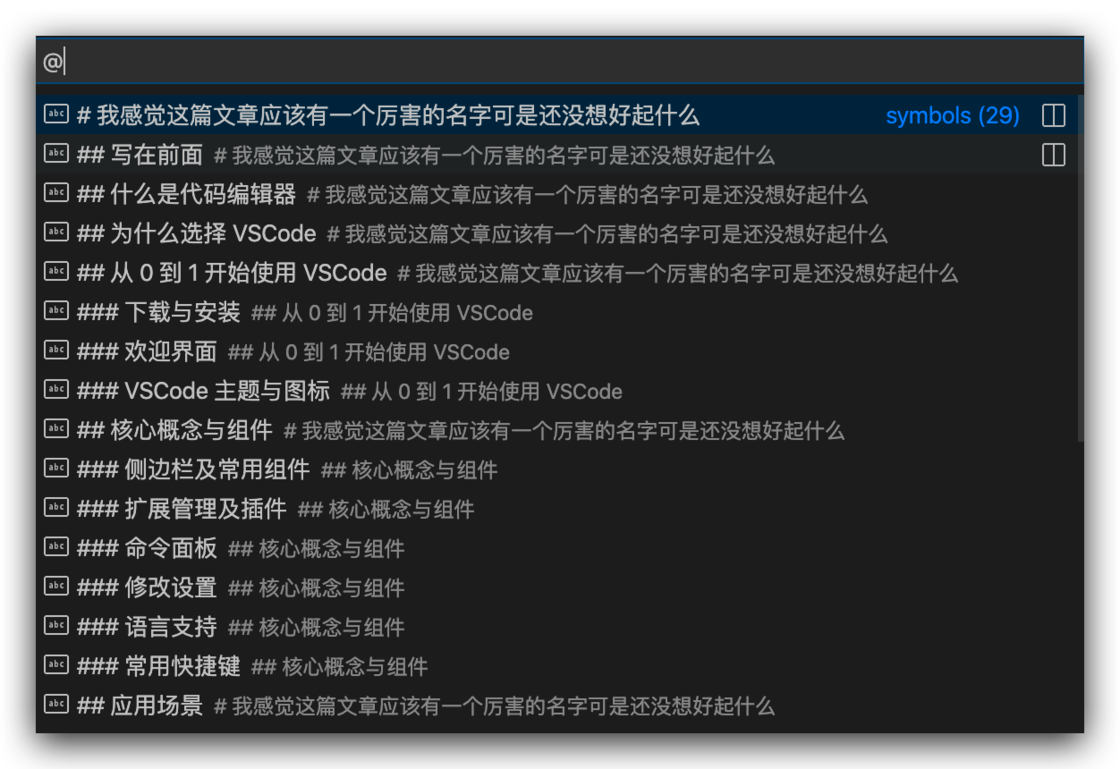 @
# 我感觉这篇文章应该有一个厉害的名字可是还没想好起什么 symbols (29)
## 写在前面 # 我感觉这篇文章应该有一个厉害的名字可是还没想好起什么
## 什么是代码编辑器 # 我感觉这篇文章应该有一个厉害的名字可是还没想好起什么
## 为什么选择 VSCode # 我感觉这篇文章应该有一个厉害的名字可是还没想好起什么
## 从 0 到 1 开始使用 VSCode # 我感觉这篇文章应该有一个厉害的名字可是还没想好起什么
### 下载与安装 ## 从 0 到 1 开始使用 VSCode
### 欢迎界面 ## 从 0 到 1 开始使用 VSCode
### VSCode 主题与图标 ## 从 0 到 1 开始使用 VSCode
## 核心概念与组件 # 我感觉这篇文章应该有一个厉害的名字可是还没想好起什么
### 侧边栏及常用组件 ## 核心概念与组件
### 扩展管理及插件 ## 核心概念与组件
### 命令面板 ## 核心概念与组件
### 修改设置 ## 核心概念与组件
### 语言支持 ## 核心概念与组件
### 常用快捷键 ## 核心概念与组件
## 应用场景 # 我感觉这篇文章应该有一个厉害的名字可是还没想好起什么